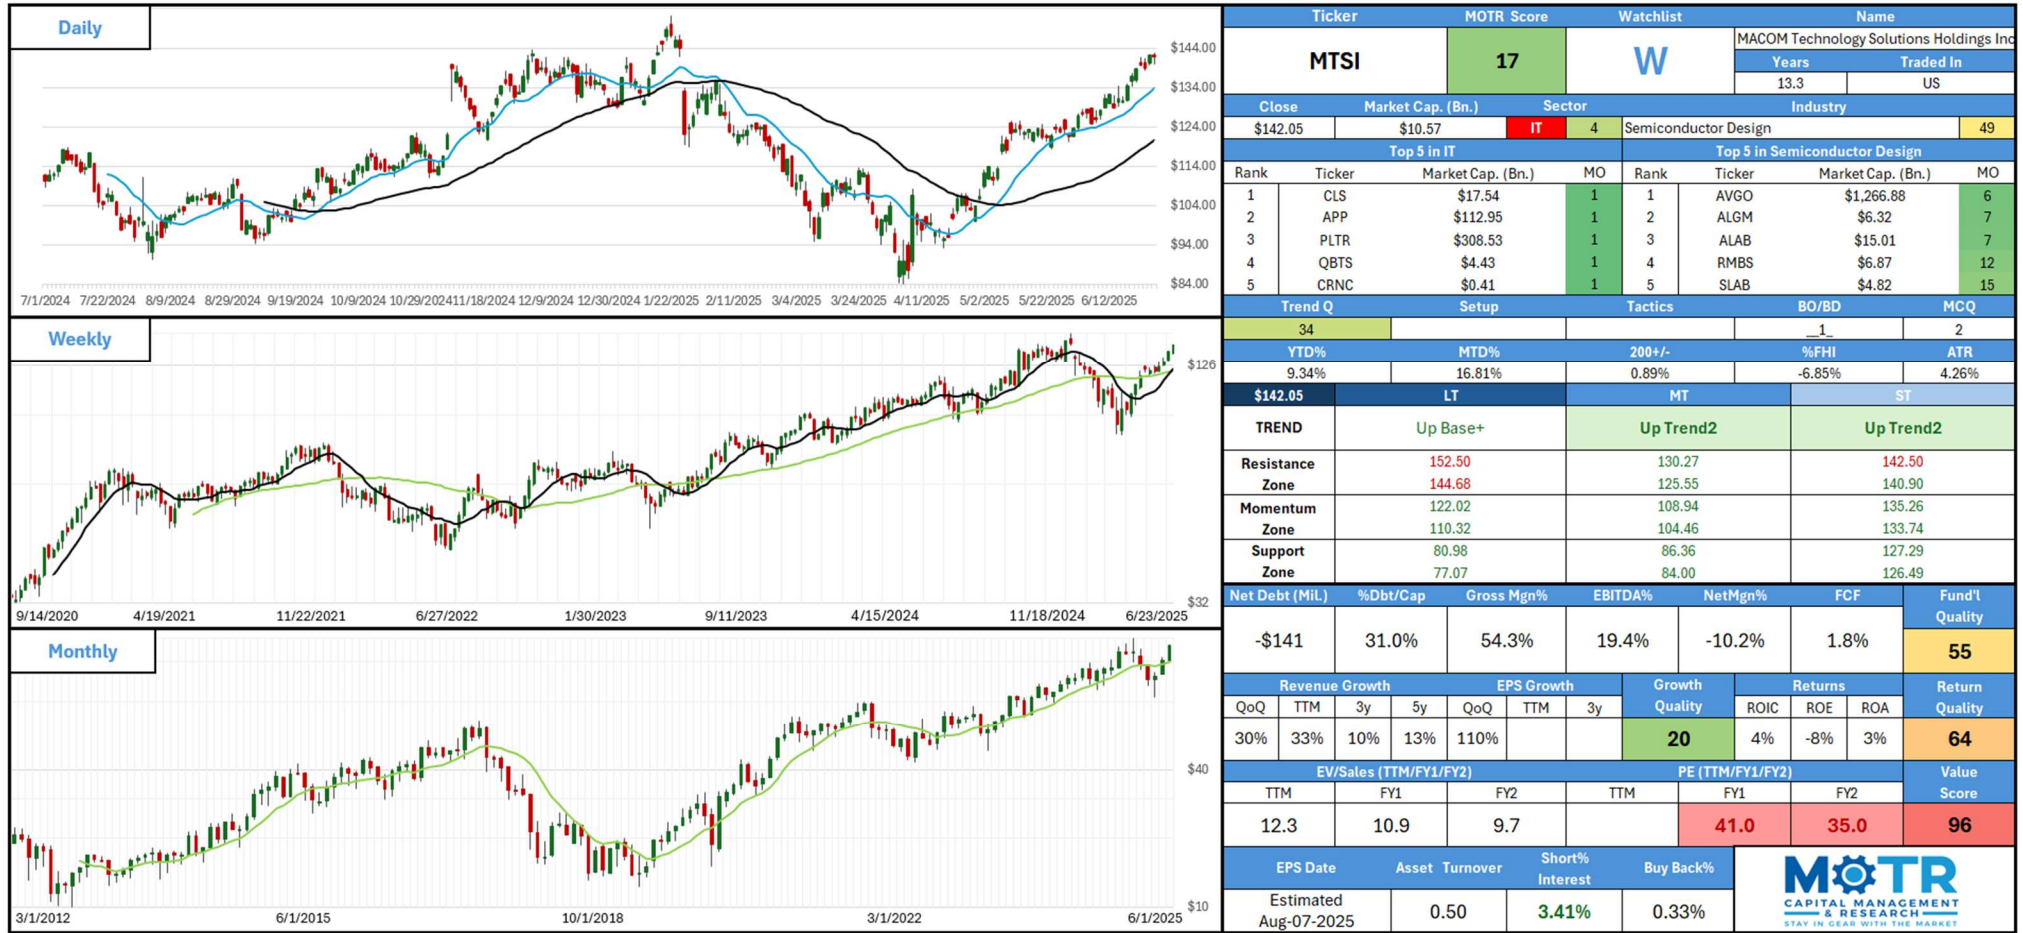 Daily
$144.00
$134.00
$124.00
$114.00
$104.00
$94.00
$84.00
7/1/2024 7/22/2024 8/9/2024 8/29/2024 9/19/2024 10/9/2024 10/29/2024 11/18/2024 12/9/2024 12/30/2024 1/22/2025 2/11/2025 3/4/2025 3/24/2025 4/11/2025 5/2/2025 5/22/2025 6/12/2025
Weekly
$126
$32
9/14/2020 4/19/2021 11/22/2021 6/27/2022 1/30/2023 9/11/2023 4/15/2024 11/18/2024 6/23/2025
Monthly
$40
$10
3/1/2012 6/1/2015 10/1/2018 3/1/2022 6/1/2025
Ticker MOTR Score Watchlist Name
MTSI 17 W MACOM Technology Solutions Holdings Inc
Years Traded In
13.3 US
Close Market Cap. (Bn.) Sector Industry
$142.05 $10.57 IT 4 Semiconductor Design 49
Top 5 in IT Top 5 in Semiconductor Design
Rank Ticker Market Cap. (Bn.) MO Rank Ticker Market Cap. (Bn.) MO
1 CLS $17.54 1 1 AVGO $1,266.88 6
2 APP $112.95 1 2 ALGM $6.32 7
3 PLTR $308.53 1 3 ALAB $15.01 7
4 QBTS $4.43 1 4 RMBS $6.87 12
5 CRNC $0.41 1 5 SLAB $4.82 15
Trend Q Setup Tactics BO/BD MCQ
34 __1_ 2
YTD% MTD% 200+/- %FHI ATR
9.34% 16.81% 0.89% -6.85% 4.26%
$142.05 LT MT ST
TREND Up Base+ Up Trend2 Up Trend2
Resistance 152.50 130.27 142.50
Zone 144.68 125.55 140.90
Momentum 122.02 108.94 135.26
Zone 110.32 104.46 133.74
Support 80.98 86.36 127.29
Zone 77.07 84.00 126.49
Net Debt (Mil.) %Dbt/Cap Gross Mgn% EBITDA% NetMgn% FCF Fund'l Quality
-$141 31.0% 54.3% 19.4% -10.2% 1.8% 55
Revenue Growth EPS Growth Growth Quality Returns Return Quality
QoQ TTM 3y 5y QoQ TTM 3y ROIC ROE ROA
30% 33% 10% 13% 110% 20 4% -8% 3% 64
EV/Sales (TTM/FY1/FY2) PE (TTM/FY1/FY2) Value Score
TTM FY1 FY2 TTM FY1 FY2
12.3 10.9 9.7 41.0 35.0 96
EPS Date Asset Turnover Short% Interest Buy Back%
Estimated Aug-07-2025 0.50 3.41% 0.33%
MOTR
CAPITAL MANAGEMENT
& RESEARCH
STAY IN GEAR WITH THE MARKET